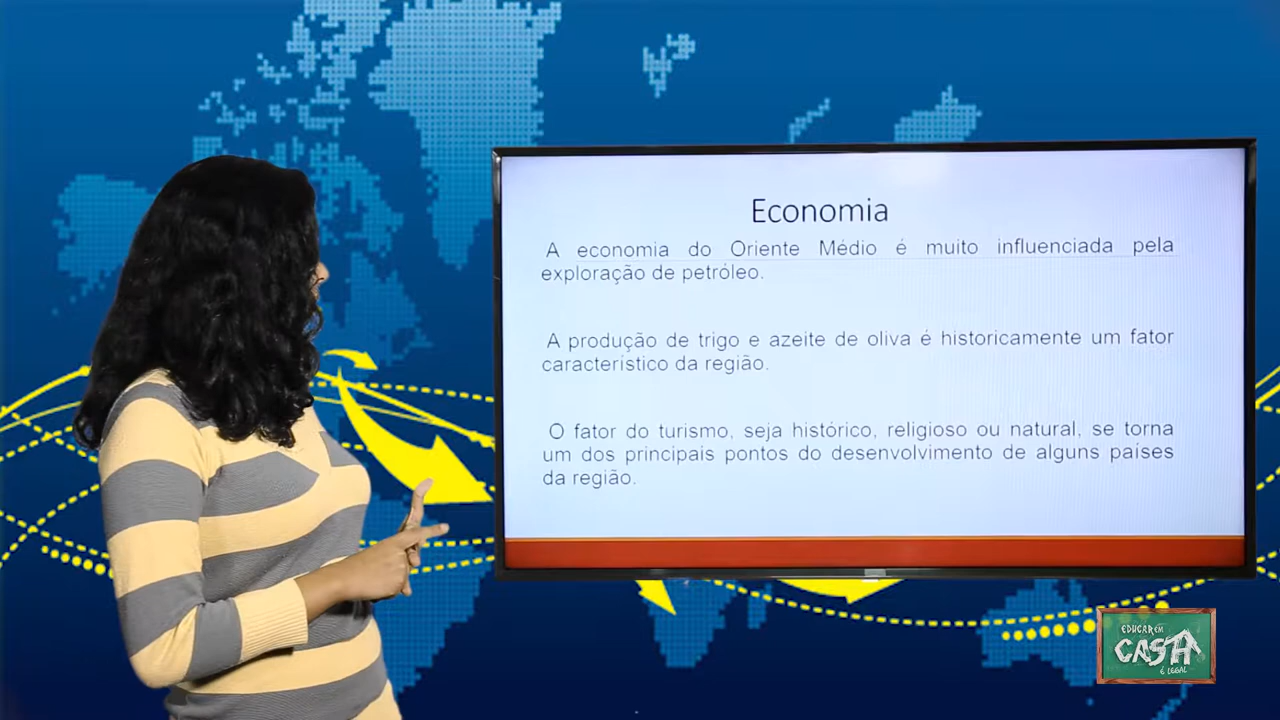 Economia
A economia do Oriente Médio é muito influenciada pela
exploração de petróleo.
A produção de trigo e azeite de oliva é historicamente um fator
característico da região.
O fator do turismo, seja histórico, religioso ou natural, se torna
um dos principais pontos do desenvolvimento de alguns países
da região.
EDUCAR EM
CASA
É LEGAL